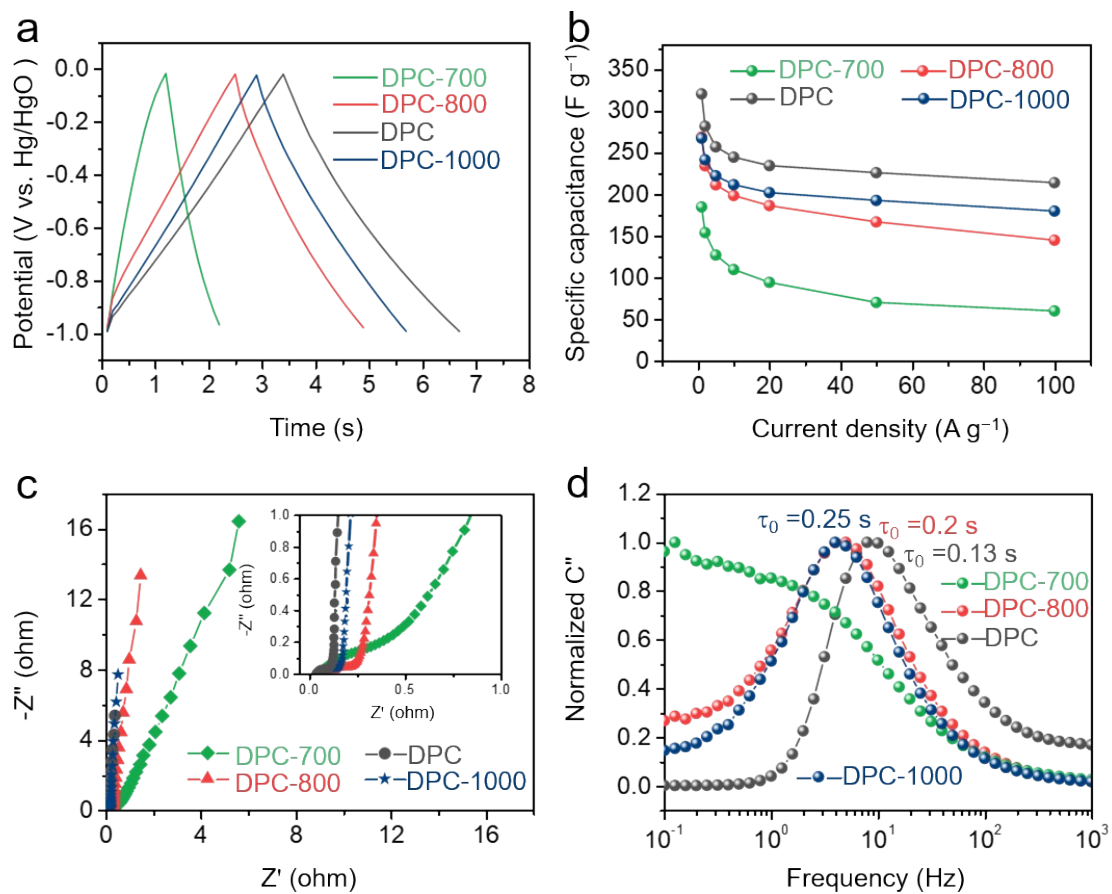 a
Potential (V vs. Hg/HgO)
0.0
-0.2
-0.4
-0.6
-0.8
-1.0
DPC-700
DPC-800
DPC
DPC-1000
0 1 2 3 4 5 6 7 8
Time (s)
b
Specific capacitance (F g⁻¹)
350
300
250
200
150
100
50
0
DPC-700 DPC-800
DPC DPC-1000
0 20 40 60 80 100
Current density (A g⁻¹)
c
-Z" (ohm)
16
12
8
4
0
-Z" (ohm)
1.0
0.8
0.6
0.4
0.2
0.0
0.0 0.5 1.0
Z' (ohm)
DPC-700 DPC
DPC-800 DPC-1000
0 4 8 12 16
Z' (ohm)
d
Normalized C"
1.2
1.0
0.8
0.6
0.4
0.2
0.0
τ₀ =0.25 s τ₀ =0.2 s
τ₀ =0.13 s
DPC-700
DPC-800
DPC
DPC-1000
10⁻¹ 10⁰ 10¹ 10² 10³
Frequency (Hz)